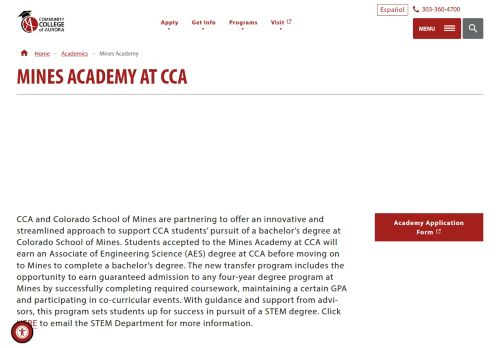 Español
303-360-4700
COMMUNITY
COLLEGE
of AURORA
Apply
Get Info
Programs
Visit
MENU
Home - Academics - Mines Academy
MINES ACADEMY AT CCA
CCA and Colorado School of Mines are partnering to offer an innovative and
streamlined approach to support CCA students' pursuit of a bachelor's degree at
Colorado School of Mines. Students accepted to the Mines Academy at CCA will
earn an Associate of Engineering Science (AES) degree at CCA before moving on
to Mines to complete a bachelor's degree. The new transfer program includes the
opportunity to earn guaranteed admission to any four-year degree program at
Mines by successfully completing required coursework, maintaining a certain GPA
and participating in co-curricular events. With guidance and support from advi-
sors, this program sets students up for success in pursuit of a STEM degree. Click
HERE to email the STEM Department for more information.
Academy Application
Form